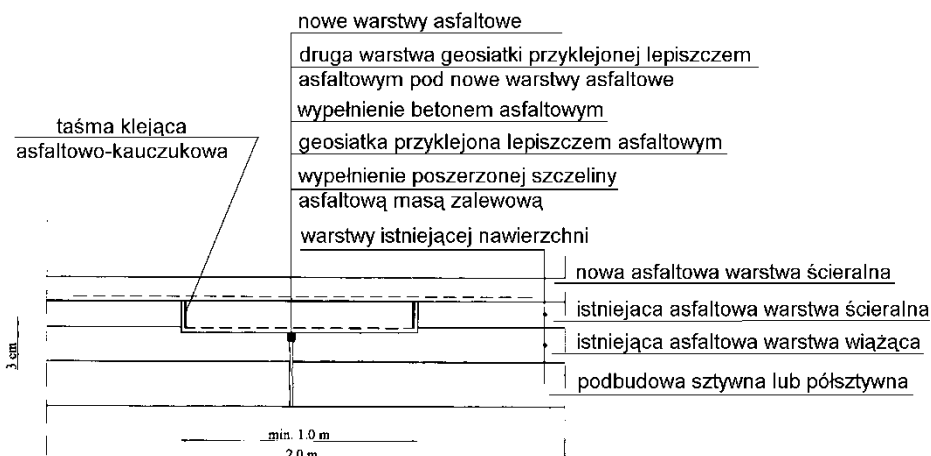 nowe warstwy asfaltowe
druga warstwa geosiatki przyklejonej lepiszczem
asfaltowym pod nowe warstwy asfaltowe
wypełnienie betonem asfaltowym
geosiatka przyklejona lepiszczem asfaltowym
wypełnienie poszerzonej szczeliny
asfaltową masą zalewową
warstwy istniejącej nawierzchni
taśma klejąca
asfaltowo-kauczukowa
nowa asfaltowa warstwa ścieralna
istniejaca asfaltowa warstwa ścieralna
istniejąca asfaltowa warstwa wiążąca
podbudowa sztywna lub półsztywna
3 cm
min. 1.0 m
2.0 m